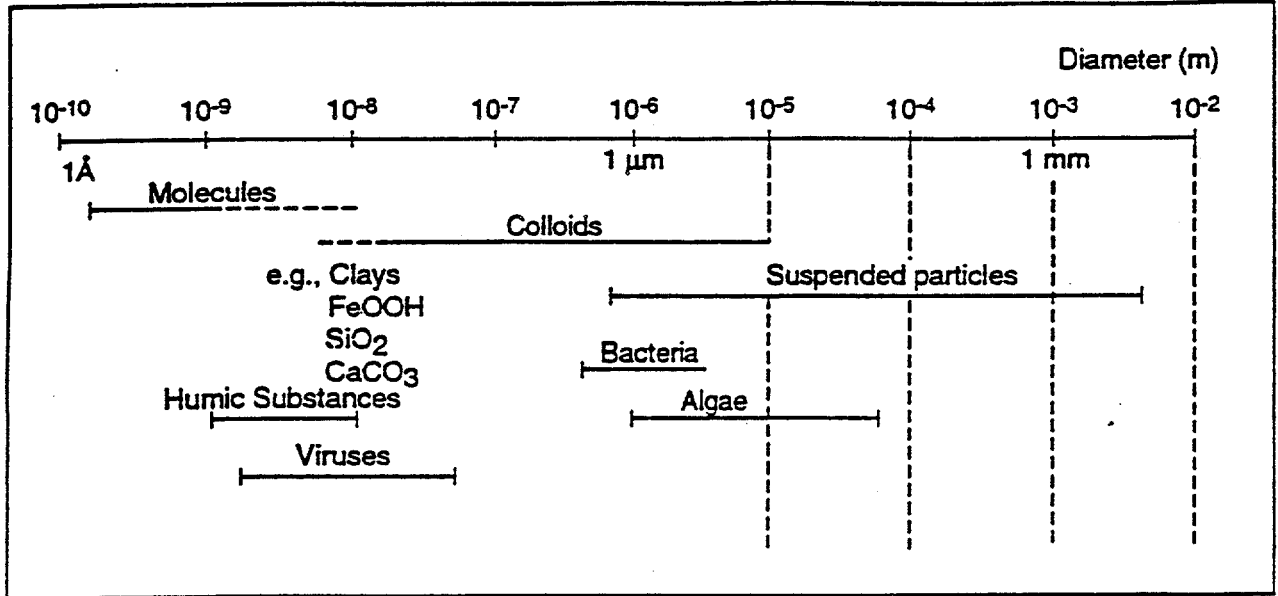 Diameter (m)
10-10 10-9 10-8 10-7 10-6 10-5 10-4 10-3 10-2
1Å 1 µm 1 mm
Molecules
Colloids
e.g., Clays Suspended particles
FeOOH
SiO2
Bacteria
CaCO3
Humic Substances Algae
Viruses